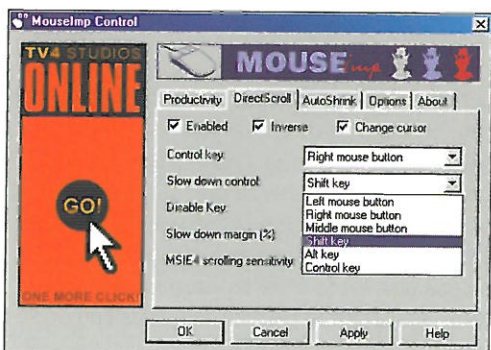 MouseImp Control
TV4 STUDIOS
ONLINE
GO!
ONE MORE CLICK!
MOUSE imp
Productivity DirectScroll AutoShrink Options About
Enabled Inverse Change cursor
Control key: Right mouse button
Slow down control: Shift key
Disable Key:
Slow down margin (%)
MSIE4 scrolling sensitivity
Left mouse button
Right mouse button
Middle mouse button
Shift key
Alt key
Control key
OK Cancel Apply Help